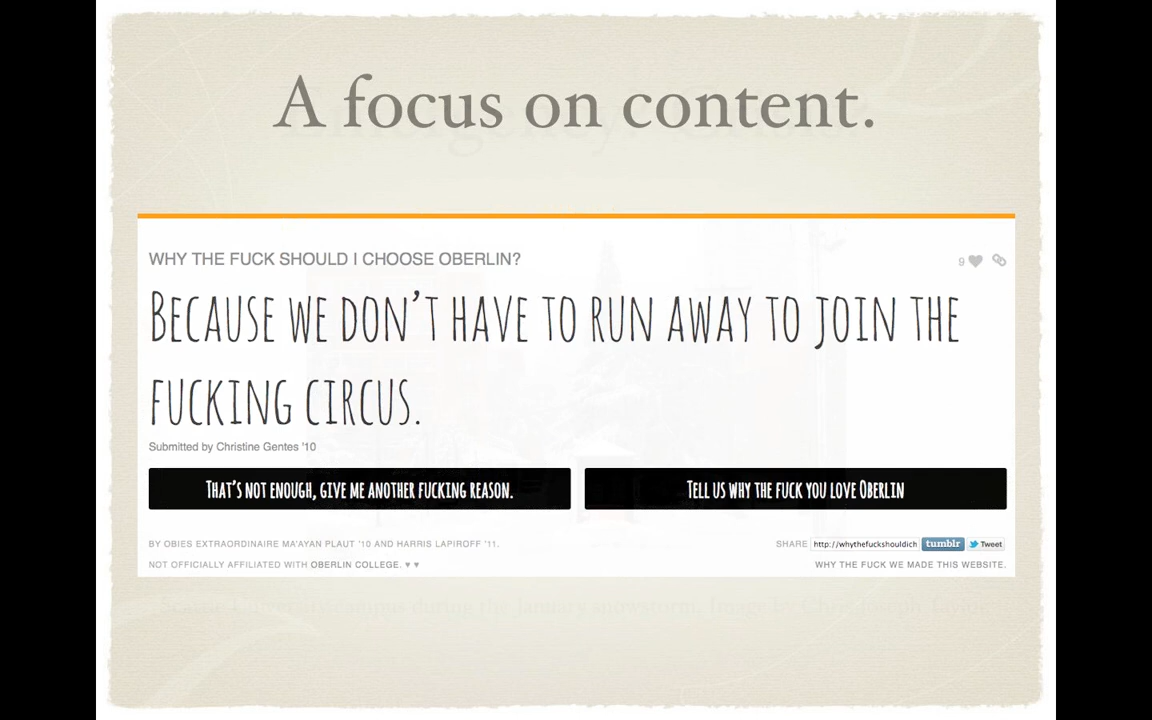 A focus on content.
WHY THE FUCK SHOULD I CHOOSE OBERLIN?
9
Because we don't have to run away to join the
fucking circus.
Submitted by Christine Gentes '10
That's not enough, give me another fucking reason.
Tell us why the fuck you love Oberlin
BY OBIES EXTRAORDINAIRE MA'AYAN PLAUT '10 AND HARRIS LAPIROFF '11.
SHARE http://whythefuckshouldich tumblr Tweet
NOT OFFICIALLY AFFILIATED WITH OBERLIN COLLEGE. ♥ ♥
WHY THE FUCK WE MADE THIS WEBSITE.